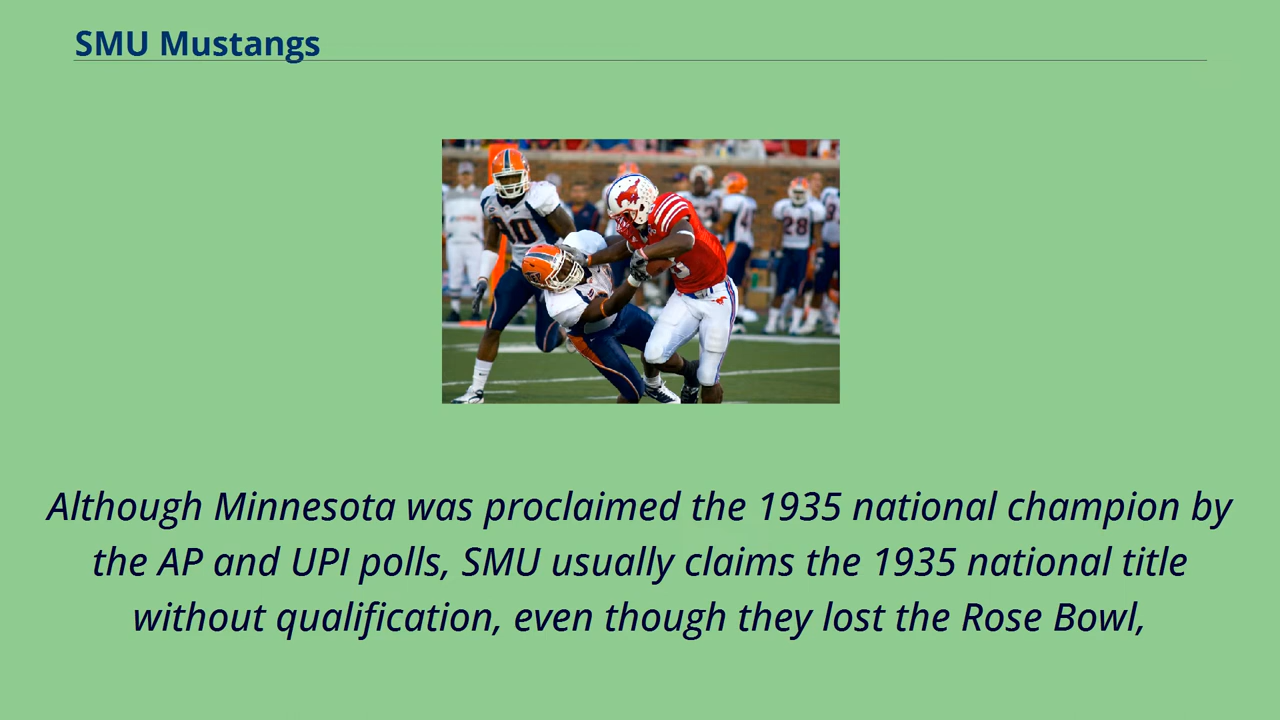 SMU Mustangs
28
Although Minnesota was proclaimed the 1935 national champion by
the AP and UPI polls, SMU usually claims the 1935 national title
without qualification, even though they lost the Rose Bowl,